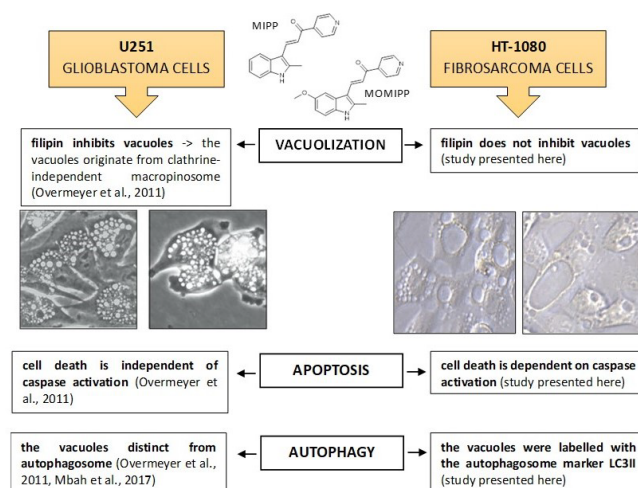 MIPP
O
N
N
H
U251
GLIOBLASTOMA CELLS
HT-1080
FIBROSARCOMA CELLS
O
N
O
N
H
MOMIPP
filipin inhibits vacuoles -> the
vacuoles originate from clathrine-
independent macropinosome
(Overmeyer et al., 2011)
VACUOLIZATION
filipin does not inhibit vacuoles
(study presented here)
cell death is independent of
caspase activation (Overmeyer et
al., 2011)
APOPTOSIS
cell death is dependent on caspase
activation (study presented here)
the vacuoles distinct from
autophagosome (Overmeyer et al.,
2011, Mbah et al. 2017)
AUTOPHAGY
the vacuoles were labelled with
the autophagosome marker LC3II
(study presented here)